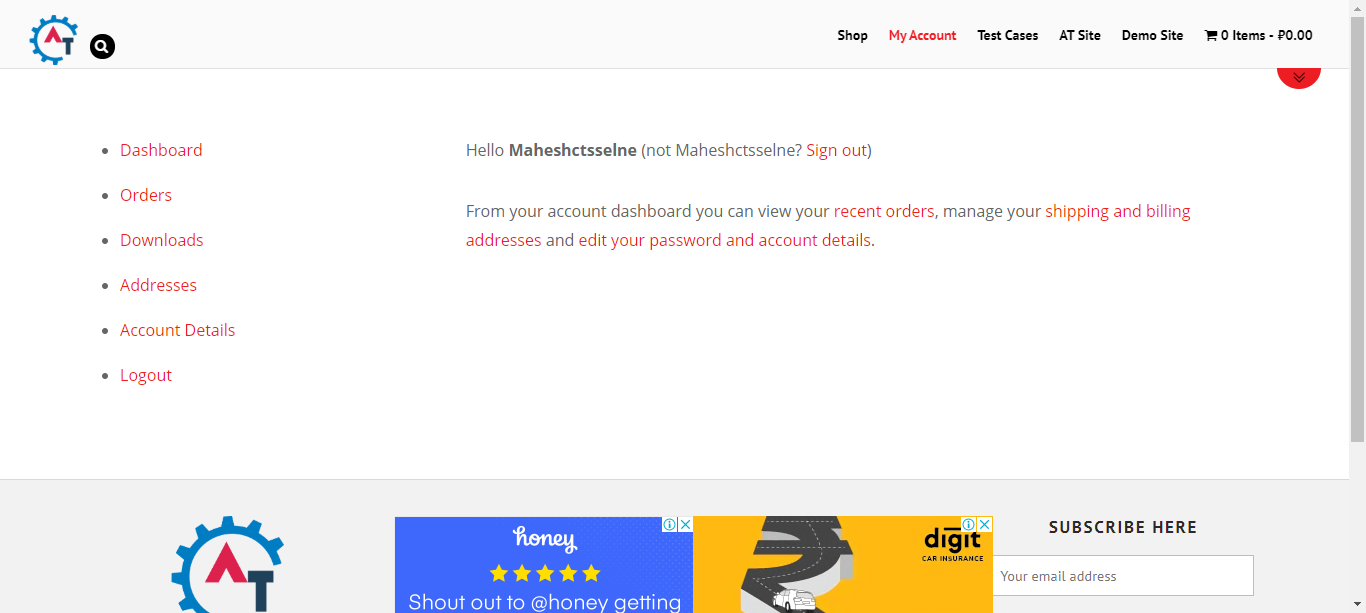 AT
Shop
My Account
Test Cases
AT Site
Demo Site
0 Items - ₽0.00
Dashboard
Orders
Downloads
Addresses
Account Details
Logout
Hello Maheshctsselne (not Maheshctsselne? Sign out)
From your account dashboard you can view your recent orders, manage your shipping and billing
addresses and edit your password and account details.
AT
honey
Shout out to @honey getting
digit
CAR INSURANCE
SUBSCRIBE HERE
Your email address